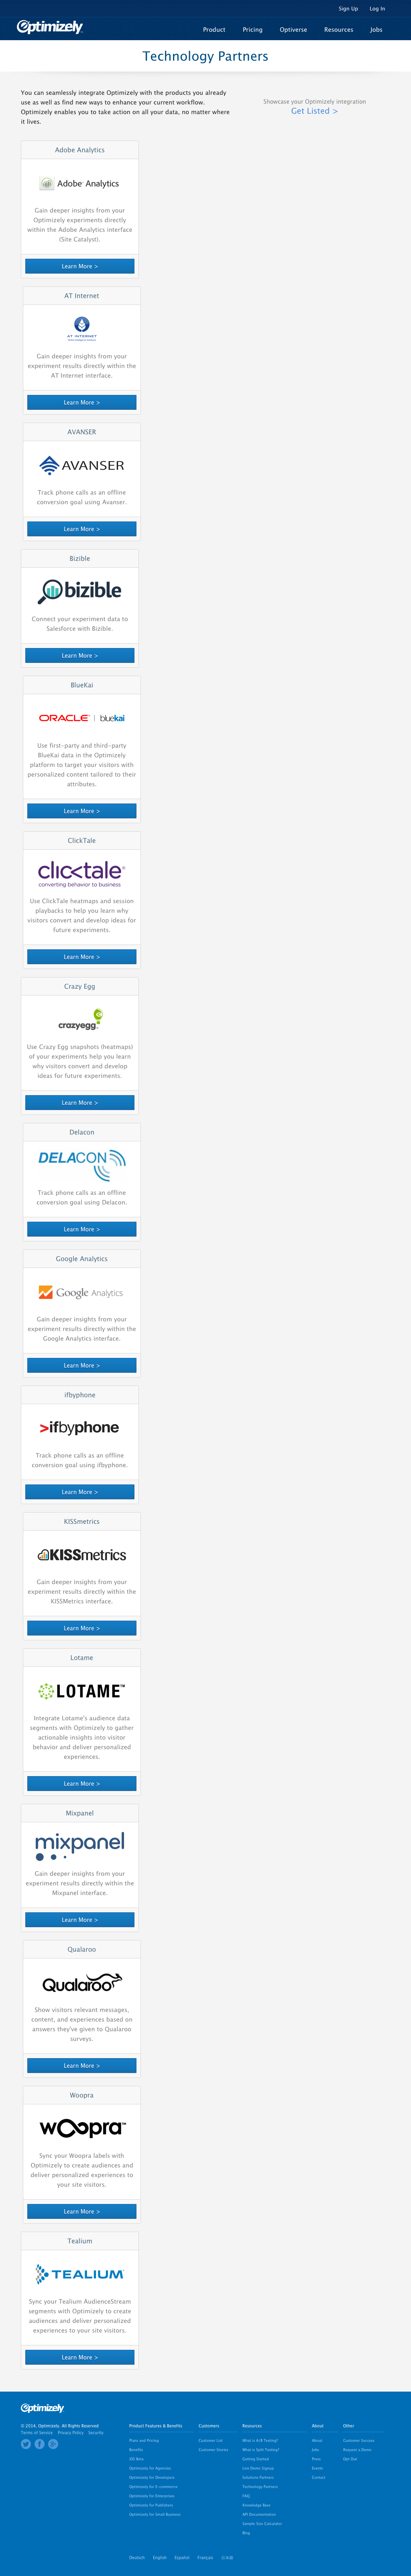 Sign Up Log In
Optimizely
Product Pricing Optiverse Resources Jobs
Technology Partners
You can seamlessly integrate Optimizely with the products you already
use as well as find new ways to enhance your current workflow.
Optimizely enables you to take action on all your data, no matter where
it lives.
Showcase your Optimizely integration
Get Listed >
Adobe Analytics
Adobe Analytics
Gain deeper insights from your
Optimizely experiments directly
within the Adobe Analytics interface
(Site Catalyst).
Learn More >
AT Internet
AT INTERNET
Gain deeper insights from your
experiment results directly within the
AT Internet interface.
Learn More >
AVANSER
AVANSER
Track phone calls as an offline
conversion goal using Avanser.
Learn More >
Bizible
bizible
Connect your experiment data to
Salesforce with Bizible.
Learn More >
BlueKai
ORACLE | bluekai
Use first-party and third-party
BlueKai data in the Optimizely
platform to target your visitors with
personalized content tailored to their
attributes.
Learn More >
ClickTale
clicktale
converting behavior to business
Use ClickTale heatmaps and session
playbacks to help you learn why
visitors convert and develop ideas for
future experiments.
Learn More >
Crazy Egg
crazyegg
Use Crazy Egg snapshots (heatmaps)
of your experiments help you learn
why visitors convert and develop
ideas for future experiments.
Learn More >
Delacon
DELACON
Track phone calls as an offline
conversion goal using Delacon.
Learn More >
Google Analytics
Google Analytics
Gain deeper insights from your
experiment results directly within the
Google Analytics interface.
Learn More >
ifbyphone
>ifbyphone
Track phone calls as an offline
conversion goal using ifbyphone.
Learn More >
KISSmetrics
KISSmetrics
Gain deeper insights from your
experiment results directly within the
KISSMetrics interface.
Learn More >
Lotame
LOTAME
Integrate Lotame's audience data
segments with Optimizely to gather
actionable insights into visitor
behavior and deliver personalized
experiences.
Learn More >
Mixpanel
mixpanel
Gain deeper insights from your
experiment results directly within the
Mixpanel interface.
Learn More >
Qualaroo
Qualaroo
Show visitors relevant messages,
content, and experiences based on
answers they've given to Qualaroo
surveys.
Learn More >
Woopra
woopra
Sync your Woopra labels with
Optimizely to create audiences and
deliver personalized experiences to
your site visitors.
Learn More >
Tealium
TEALIUM
Sync your Tealium AudienceStream
segments with Optimizely to create
audiences and deliver personalized
experiences to your site visitors.
Learn More >
Optimizely
© 2014, Optimizely. All Rights Reserved
Terms of Service Privacy Policy Security
Product Features & Benefits
Plans and Pricing
Benefits
iOS Beta
Optimizely for Agencies
Optimizely for Developers
Optimizely for E-commerce
Optimizely for Enterprises
Optimizely for Publishers
Optimizely for Small Business
Customers
Customer List
Customer Stories
Resources
What is A/B Testing?
What is Split Testing?
Getting Started
Live Demo Signup
Solutions Partners
Technology Partners
FAQ
Knowledge Base
API Documentation
Sample Size Calculator
Blog
About
About
Jobs
Press
Events
Contact
Other
Customer Success
Request a Demo
Opt Out
Deutsch English Español Français 日本語